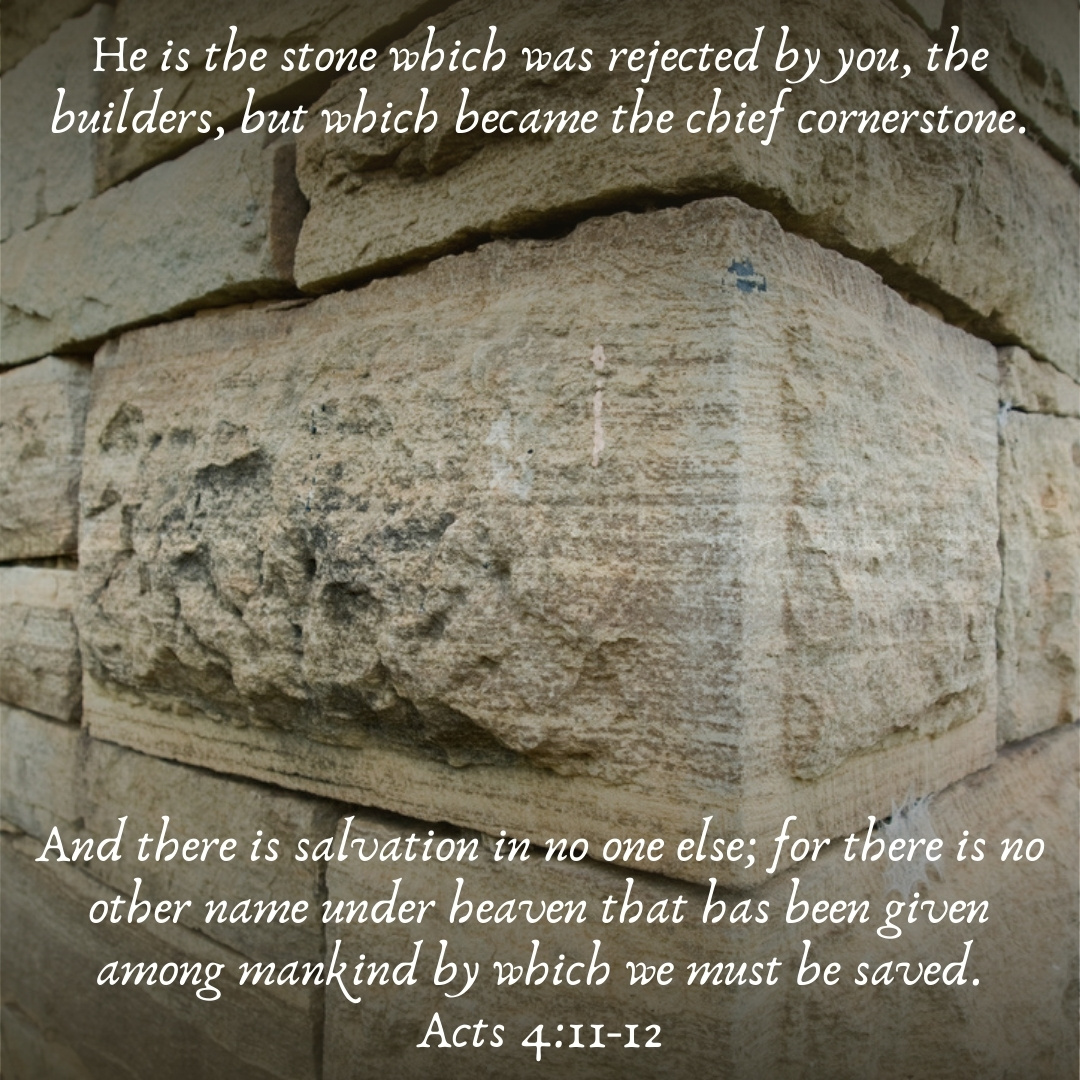 He is the stone which was rejected by you, the
builders, but which became the chief cornerstone.
And there is salvation in no one else; for there is no
other name under heaven that has been given
among mankind by which we must be saved.
Acts 4:11-12